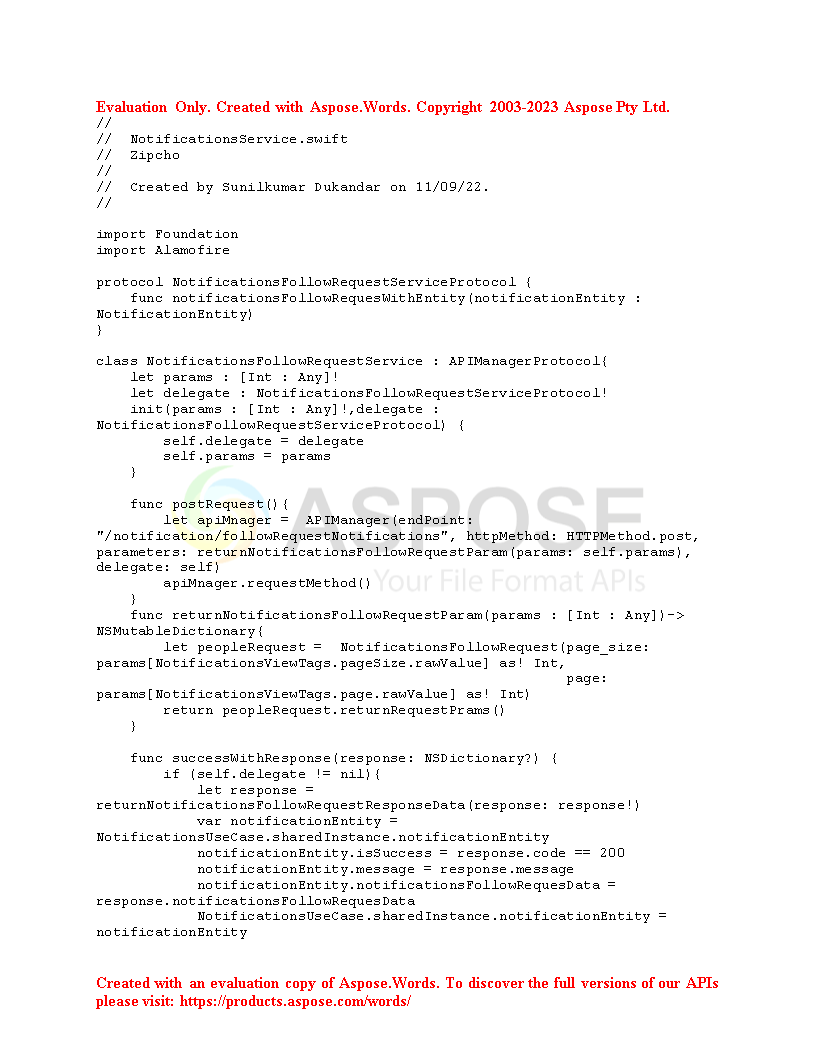 Evaluation Only. Created with Aspose.Words. Copyright 2003-2023 Aspose Pty Ltd.
//
//  NotificationsService.swift
//  Zipcho
//
//  Created by Sunilkumar Dukandar on 11/09/22.
//

import Foundation
import Alamofire

protocol NotificationsFollowRequestServiceProtocol {
    func notificationsFollowRequesWithEntity(notificationEntity :
NotificationEntity)
}

class NotificationsFollowRequestService : APIManagerProtocol{
    let params : [Int : Any]!
    let delegate : NotificationsFollowRequestServiceProtocol!
    init(params : [Int : Any]!,delegate :
NotificationsFollowRequestServiceProtocol) {
        self.delegate = delegate
        self.params = params
    }

    func postRequest(){
        let apiMnager =  APIManager(endPoint:
"/notification/followRequestNotifications", httpMethod: HTTPMethod.post,
parameters: returnNotificationsFollowRequestParam(params: self.params),
delegate: self)
        apiMnager.requestMethod()
    }
    func returnNotificationsFollowRequestParam(params : [Int : Any])->
NSMutableDictionary{
        let peopleRequest =  NotificationsFollowRequest(page_size:
params[NotificationsViewTags.pageSize.rawValue] as! Int,
                                                        page:
params[NotificationsViewTags.page.rawValue] as! Int)
        return peopleRequest.returnRequestPrams()
    }

    func successWithResponse(response: NSDictionary?) {
        if (self.delegate != nil){
            let response =
returnNotificationsFollowRequestResponseData(response: response!)
            var notificationEntity =
NotificationsUseCase.sharedInstance.notificationEntity
            notificationEntity.isSuccess = response.code == 200
            notificationEntity.message = response.message
            notificationEntity.notificationsFollowRequesData =
response.notificationsFollowRequesData
            NotificationsUseCase.sharedInstance.notificationEntity =
notificationEntity
ASPOSE
Your File Format APIs
Created with an evaluation copy of Aspose.Words. To discover the full versions of our APIs
please visit: https://products.aspose.com/words/